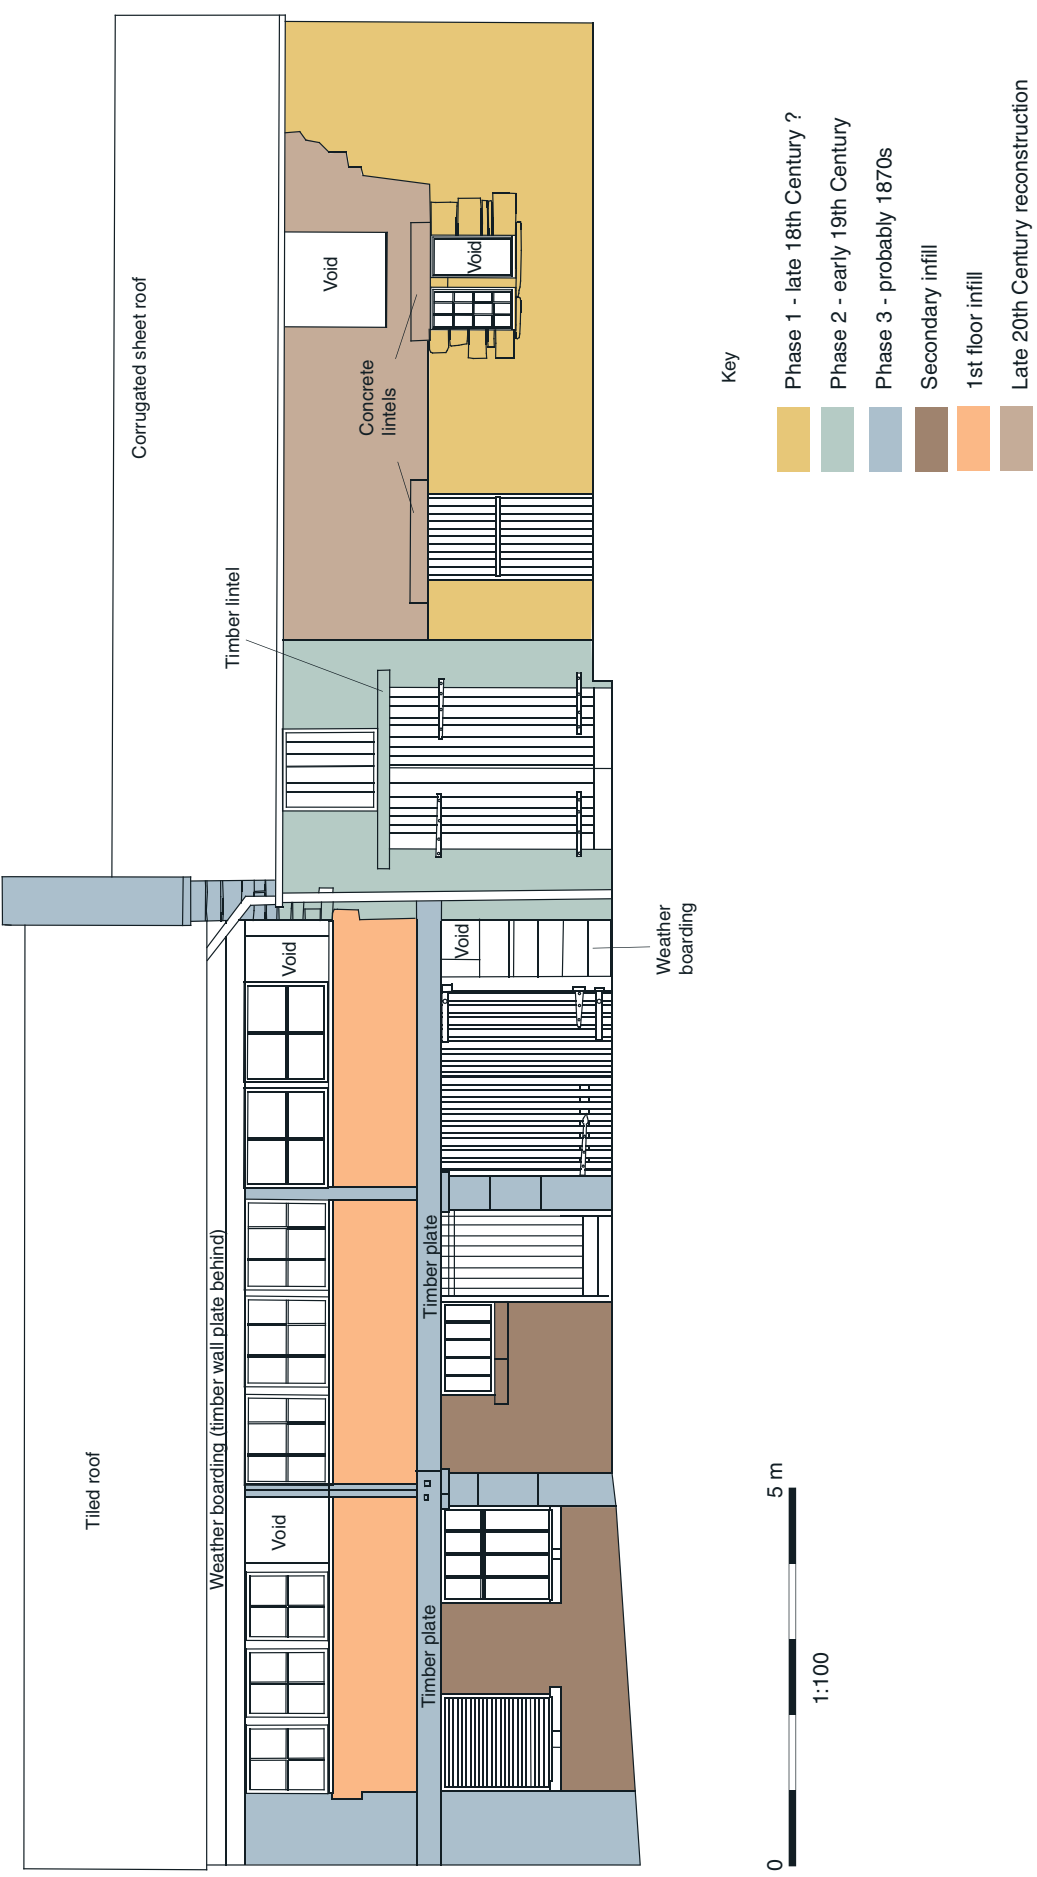 Tiled roof
Corrugated sheet roof
Weather boarding (timber wall plate behind)
Timber lintel
Void
Void
Void
Concrete
lintels
Timber plate
Timber plate
Void
Void
Weather
boarding
Key
Phase 1 - late 18th Century ?
Phase 2 - early 19th Century
Phase 3 - probably 1870s
Secondary infill
1st floor infill
Late 20th Century reconstruction
0
5 m
1:100